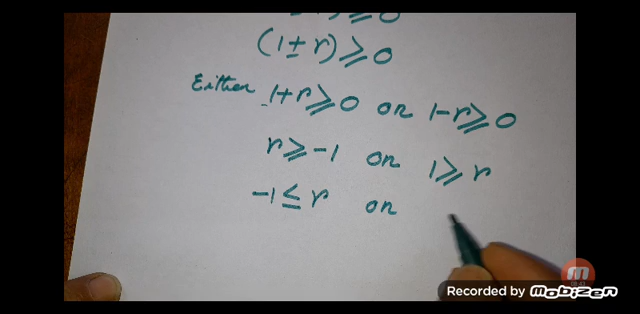 (1±r)⩾0
Either 1+r⩾0 or 1-r⩾0
r⩾-1 or 1⩾r
-1≤r or
Recorded by mobizen